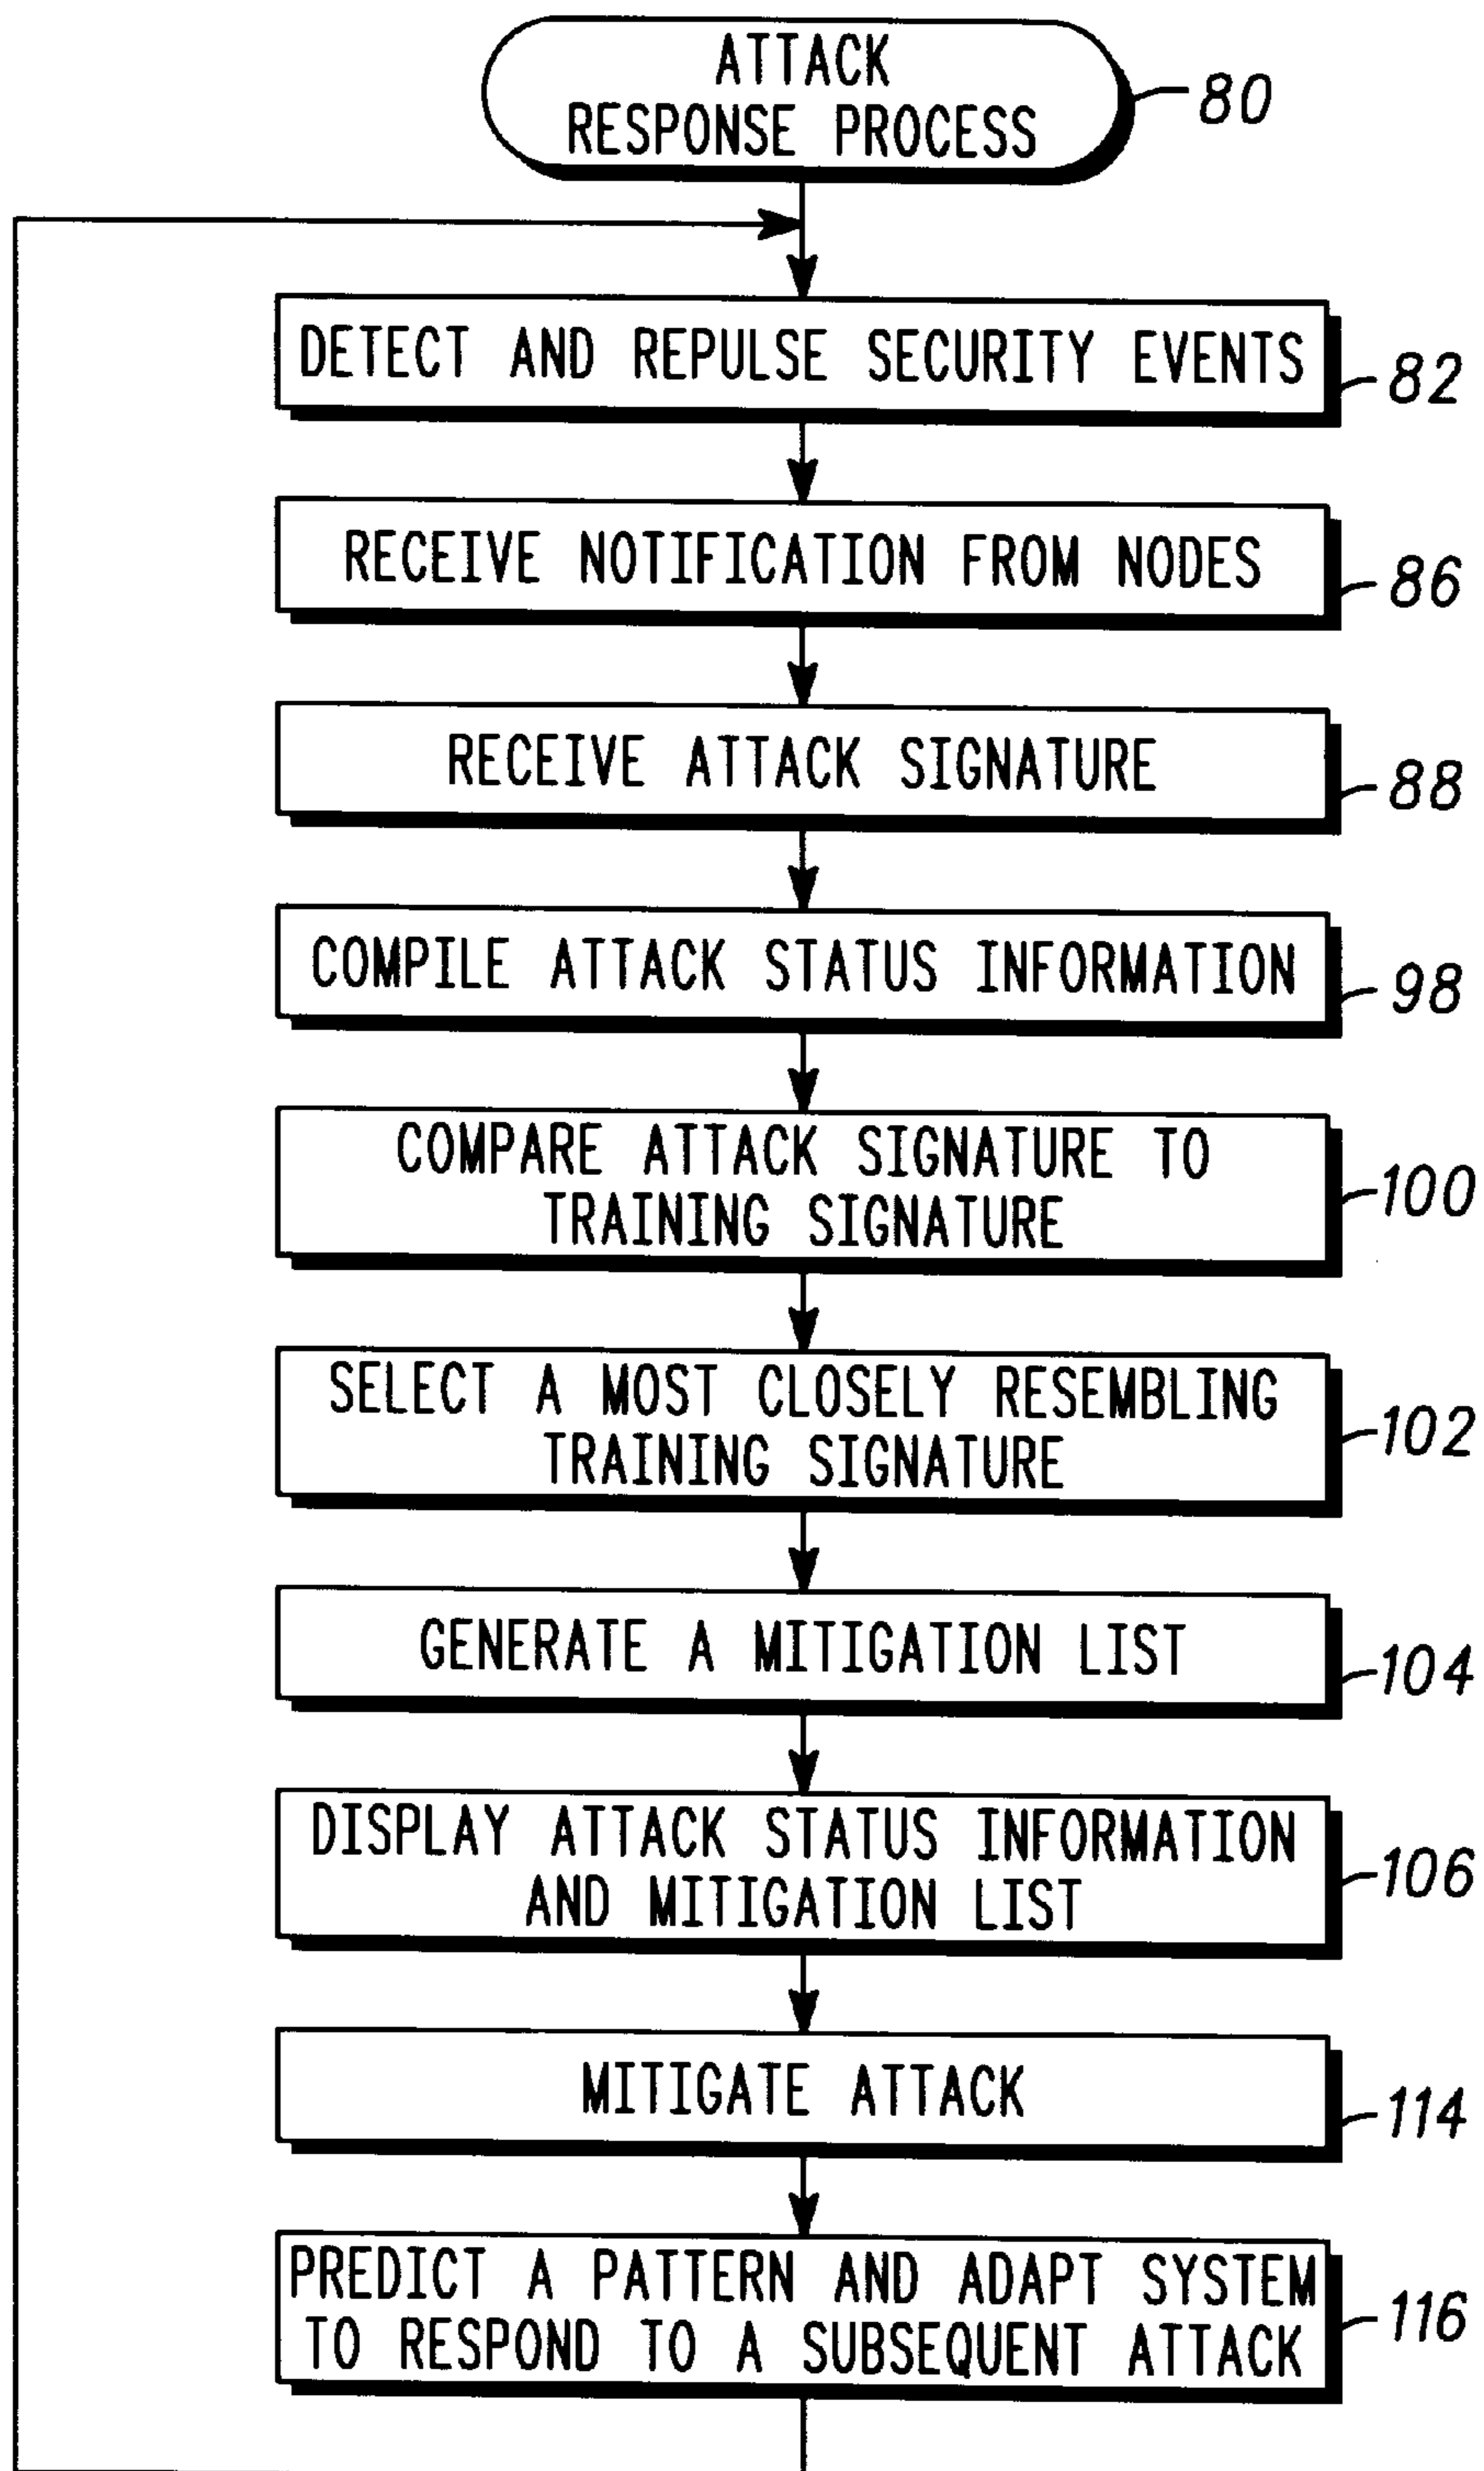 ATTACK
RESPONSE PROCESS
80
DETECT AND REPULSE SECURITY EVENTS
82
RECEIVE NOTIFICATION FROM NODES
86
RECEIVE ATTACK SIGNATURE
88
COMPILE ATTACK STATUS INFORMATION
98
COMPARE ATTACK SIGNATURE TO
TRAINING SIGNATURE
100
SELECT A MOST CLOSELY RESEMBLING
TRAINING SIGNATURE
102
GENERATE A MITIGATION LIST
104
DISPLAY ATTACK STATUS INFORMATION
AND MITIGATION LIST
106
MITIGATE ATTACK
114
PREDICT A PATTERN AND ADAPT SYSTEM
TO RESPOND TO A SUBSEQUENT ATTACK
116